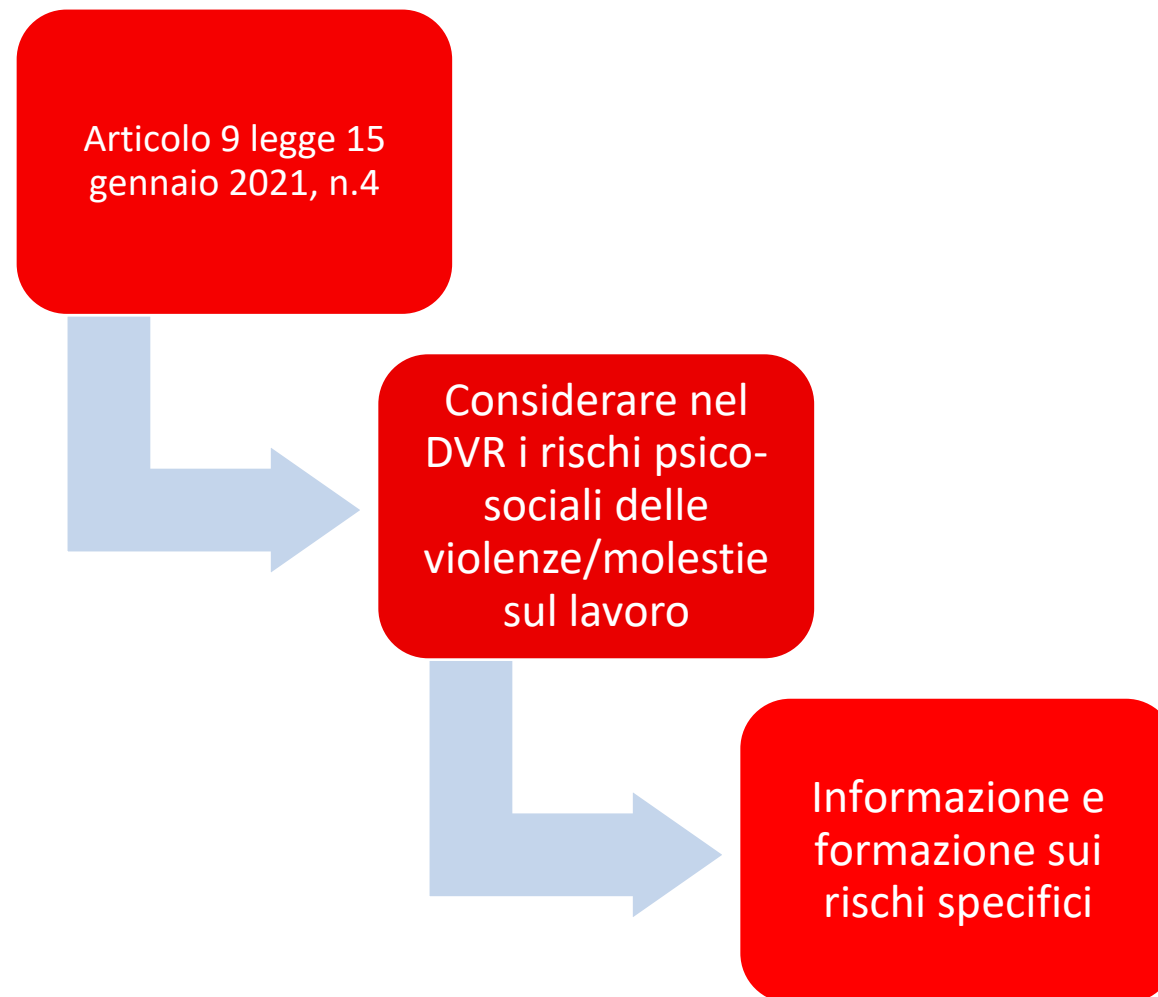 Articolo 9 legge 15
gennaio 2021, n.4
Considerare nel
DVR i rischi psico-
sociali delle
violenze/molestie
sul lavoro
Informazione e
formazione sui
rischi specifici